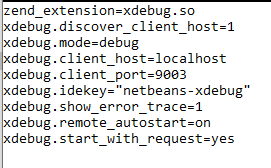 zend_extension=xdebug.so
xdebug.discover_client_host=1
xdebug.mode=debug
xdebug.client_host=localhost
xdebug.client_port=9003
xdebug.idekey="netbeans-xdebug"
xdebug.show_error_trace=1
xdebug.remote_autostart=on
xdebug.start_with_request=yes